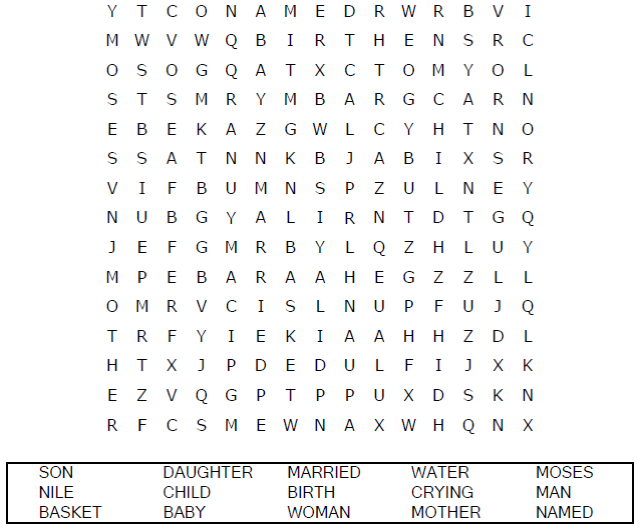 Y T C O N A M E D R W R B V I
M W V W Q B I R T H E N S R C
O S O G Q A T X C T O M Y O L
S T S M R Y M B A R G C A R N
E B E K A Z G W L C Y H T N O
S S A T N N K B J A B I X S R
V I F B U M N S P Z U L N E Y
N U B G Y A L I R N T D T G Q
J E F G M R B Y L Q Z H L U Y
M P E B A R A A H E G Z Z L L
O M R V C I S L N U P F U J Q
T R F Y I E K I A A H H Z D L
H T X J P D E D U L F I J X K
E Z V Q G P T P P U X D S K N
R F C S M E W N A X W H Q N X
SON DAUGHTER MARRIED WATER MOSES
NILE CHILD BIRTH CRYING MAN
BASKET BABY WOMAN MOTHER NAMED